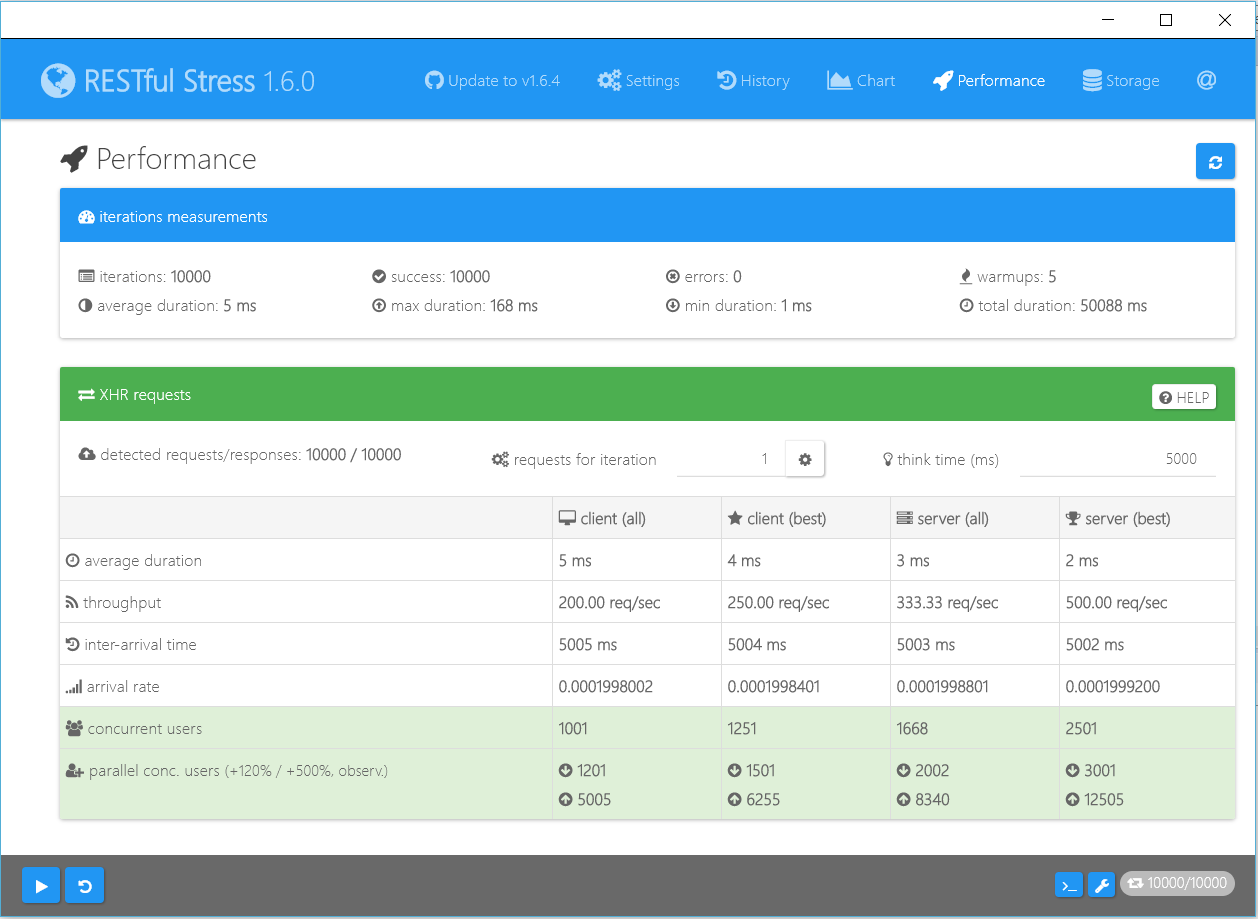 RESTful Stress 1.6.0 Update to v1.6.4 Settings History Chart Performance Storage @
Performance
iterations measurements
iterations: 10000 success: 10000 errors: 0 warmups: 5
average duration: 5 ms max duration: 168 ms min duration: 1 ms total duration: 50088 ms
XHR requests HELP
detected requests/responses: 10000 / 10000 requests for iteration 1 think time (ms) 5000
client (all) client (best) server (all) server (best)
average duration 5 ms 4 ms 3 ms 2 ms
throughput 200.00 req/sec 250.00 req/sec 333.33 req/sec 500.00 req/sec
inter-arrival time 5005 ms 5004 ms 5003 ms 5002 ms
arrival rate 0.0001998002 0.0001998401 0.0001998801 0.0001999200
concurrent users 1001 1251 1668 2501
parallel conc. users (+120% / +500%, observ.) 1201 1501 2002 3001
5005 6255 8340 12505
10000/10000